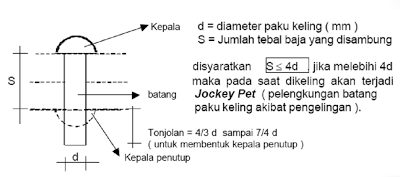 Kepala
d = diameter paku keling ( mm )
S = Jumlah tebal baja yang disambung
disyaratkan S ≤ 4d jika melebihi 4d
maka pada saat dikeling akan terjadi
Jockey Pet ( pelengkungan batang
paku keling akibat pengelingan ).
S
batang
Tonjolan = 4/3 d sampai 7/4 d
( untuk membentuk kepala penutup )
d
Kepala penutup